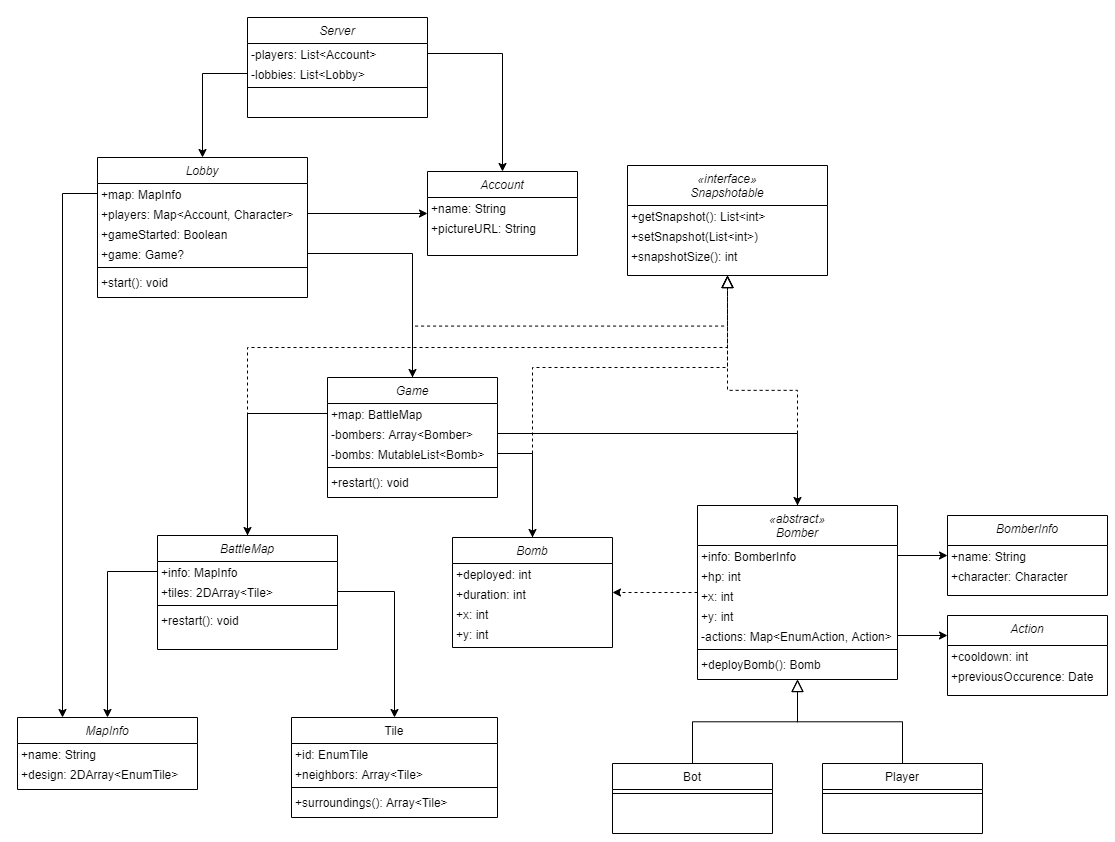 Server
-players: List<Account>
-lobbies: List<Lobby>
Lobby
+map: MapInfo
+players: Map<Account, Character>
+gameStarted: Boolean
+game: Game?
+start(): void
Account
+name: String
+pictureURL: String
«interface»
Snapshotable
+getSnapshot(): List<int>
+setSnapshot(List<int>)
+snapshotSize(): int
Game
+map: BattleMap
-bombers: Array<Bomber>
-bombs: MutableList<Bomb>
+restart(): void
BattleMap
+info: MapInfo
+tiles: 2DArray<Tile>
+restart(): void
Bomb
+deployed: int
+duration: int
+x: int
+y: int
«abstract»
Bomber
+info: BomberInfo
+hp: int
+x: int
+y: int
-actions: Map<EnumAction, Action>
+deployBomb(): Bomb
BomberInfo
+name: String
+character: Character
Action
+cooldown: int
+previousOccurence: Date
MapInfo
+name: String
+design: 2DArray<EnumTile>
Tile
+id: EnumTile
+neighbors: Array<Tile>
+surroundings(): Array<Tile>
Bot
Player